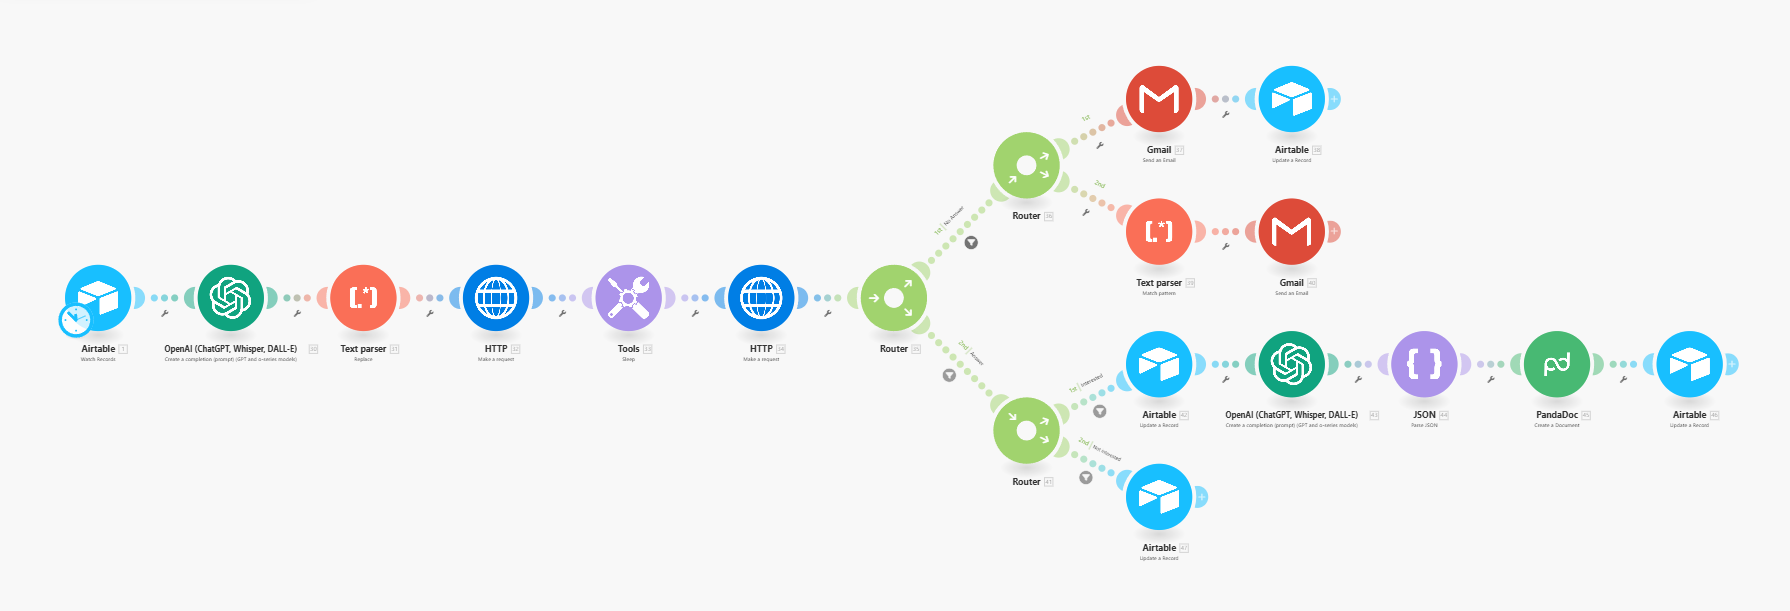 1st
Gmail 37
Send an Email
Airtable 38
Update a Record
2nd
Router 36
1st No Answer
Text parser 39
Match pattern
Gmail 40
Send an Email
Airtable 1
Watch Records
OpenAI (ChatGPT, Whisper, DALL-E) 30
Create a completion (prompt) (GPT and o-series models)
Text parser 31
Replace
HTTP 32
Make a request
Tools 33
Sleep
HTTP 34
Make a request
Router 35
2nd Answer
1st Interested
Airtable 42
Update a Record
OpenAI (ChatGPT, Whisper, DALL-E) 43
Create a completion (prompt) (GPT and o-series models)
JSON 44
Parse JSON
PandaDoc 45
Create a Document
Airtable 46
Update a Record
2nd Not interested
Router 41
Airtable 47
Update a Record